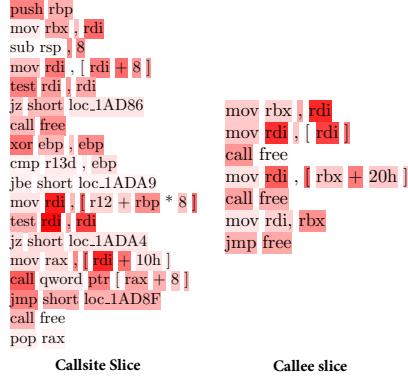 push rbp
mov rbx , rdi
sub rsp , 8
mov rdi , [ rdi + 8 ]
test rdi , rdi
jz short loc_1AD86
call free
xor ebp , ebp
cmp r13d , ebp
jbe short loc_1ADA9
mov rdi , [ r12 + rbp * 8 ]
test rdi , rdi
jz short loc_1ADA4
mov rax , [ rdi + 10h ]
call qword ptr [ rax + 8 ]
jmp short loc_1AD8F
call free
pop rax
Callsite Slice
mov rbx , rdi
mov rdi , [ rdi ]
call free
mov rdi , [ rbx + 20h ]
call free
mov rdi, rbx
jmp free
Callee slice